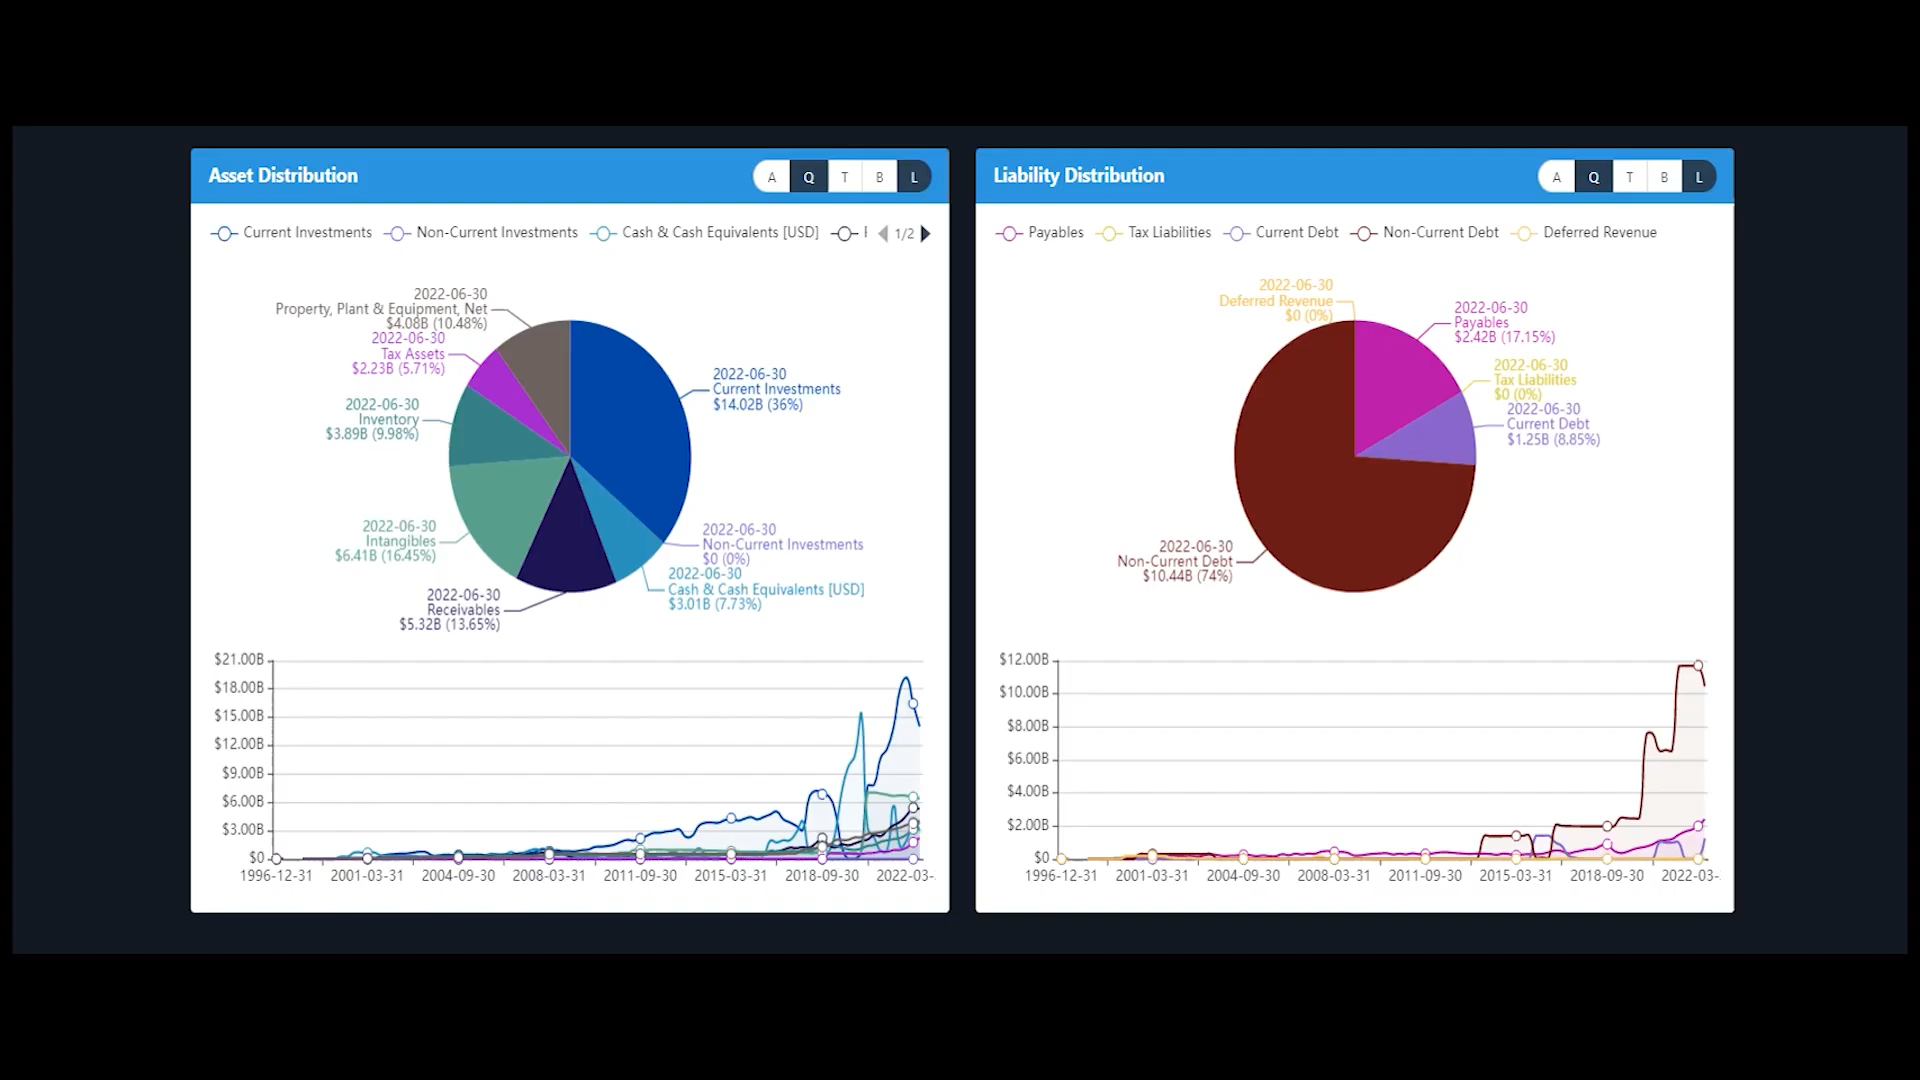 Asset Distribution
A Q T B L
Current Investments Non-Current Investments Cash & Cash Equivalents [USD] 1/2
2022-06-30
Property, Plant & Equipment, Net
$4.08B (10.48%)
2022-06-30
Tax Assets
$2.23B (5.71%)
2022-06-30
Current Investments
$14.02B (36%)
2022-06-30
Inventory
$3.89B (9.98%)
2022-06-30
Intangibles
$6.41B (16.45%)
2022-06-30
Non-Current Investments
$0 (0%)
2022-06-30
Cash & Cash Equivalents [USD]
$3.01B (7.73%)
2022-06-30
Receivables
$5.32B (13.65%)
$21.00B
$18.00B
$15.00B
$12.00B
$9.00B
$6.00B
$3.00B
$0
1996-12-31 2001-03-31 2004-09-30 2008-03-31 2011-09-30 2015-03-31 2018-09-30 2022-03-
Liability Distribution
A Q T B L
Payables Tax Liabilities Current Debt Non-Current Debt Deferred Revenue
2022-06-30
Deferred Revenue
$0 (0%)
2022-06-30
Payables
$2.42B (17.15%)
2022-06-30
Tax Liabilities
$0 (0%)
2022-06-30
Current Debt
$1.25B (8.85%)
2022-06-30
Non-Current Debt
$10.44B (74%)
$12.00B
$10.00B
$8.00B
$6.00B
$4.00B
$2.00B
$0
1996-12-31 2001-03-31 2004-09-30 2008-03-31 2011-09-30 2015-03-31 2018-09-30 2022-03-